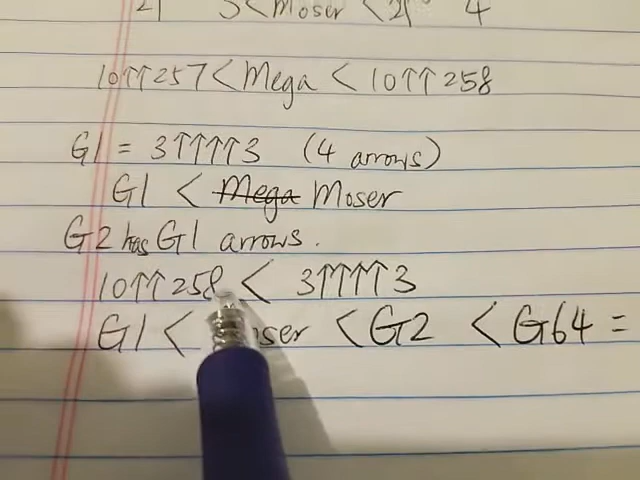 3 < Moser < 2↑ 4
10↑↑257 < Mega < 10↑↑258
G1 = 3↑↑↑↑3 (4 arrows)
G1 < Mega Moser
G2 has G1 arrows.
10↑↑258 < 3↑↑↑↑3
G1 < oser < G2 < G64 =